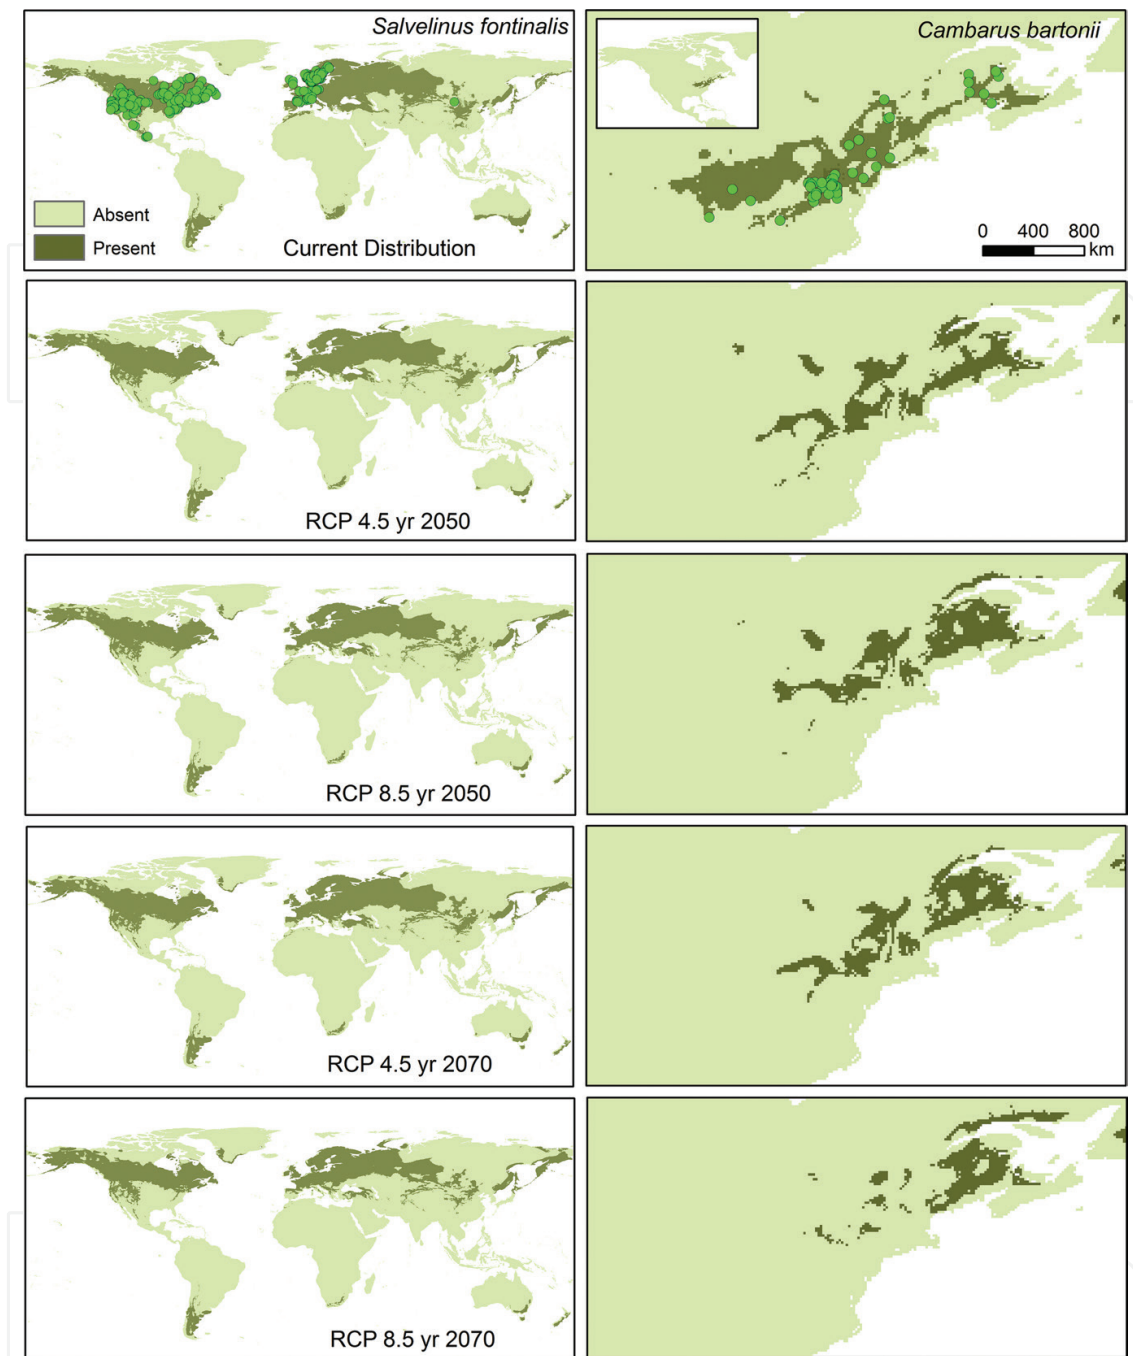 Salvelinus fontinalis
Cambarus bartonii
Absent
Present
Current Distribution
0 400 800
km
RCP 4.5 yr 2050
RCP 8.5 yr 2050
RCP 4.5 yr 2070
RCP 8.5 yr 2070